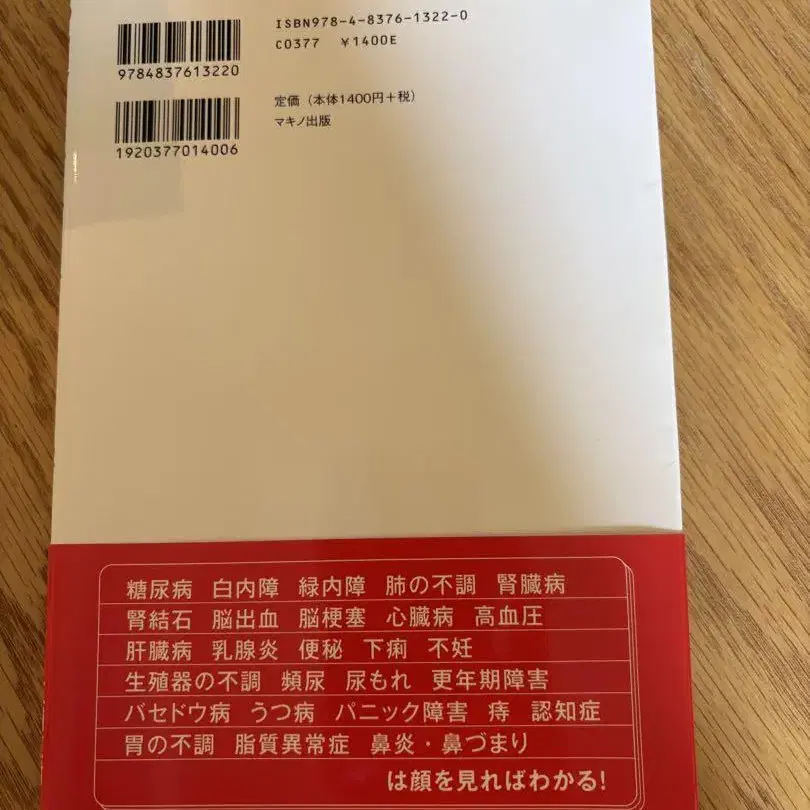 ISBN978-4-8376-1322-0
C0377 ¥1400E
9784837613220
定価（本体1400円＋税）
マキノ出版
1920377014006
糖尿病 白内障 緑内障 肺の不調 腎臓病
腎結石 脳出血 脳梗塞 心臓病 高血圧
肝臓病 乳腺炎 便秘 下痢 不妊
生殖器の不調 頻尿 尿もれ 更年期障害
バセドウ病 うつ病 パニック障害 痔 認知症
胃の不調 脂質異常症 鼻炎・鼻づまり
は顔を見ればわかる!